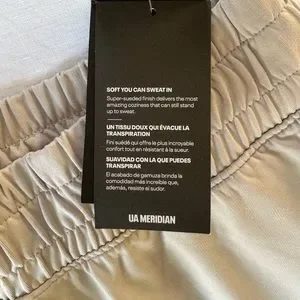 SOFT YOU CAN SWEAT IN
Super-sueded finish delivers the most
amazing coziness that can still stand
up to sweat.
UN TISSU DOUX QUI ÉVACUE LA
TRANSPIRATION
Fini suédé qui offre le plus incroyable
confort tout en résistant à la sueur.
SUAVIDAD CON LA QUE PUEDES
TRANSPIRAR
El acabado de gamuza brinda la
comodidad más increíble que,
además, resiste el sudor.
UA MERIDIAN